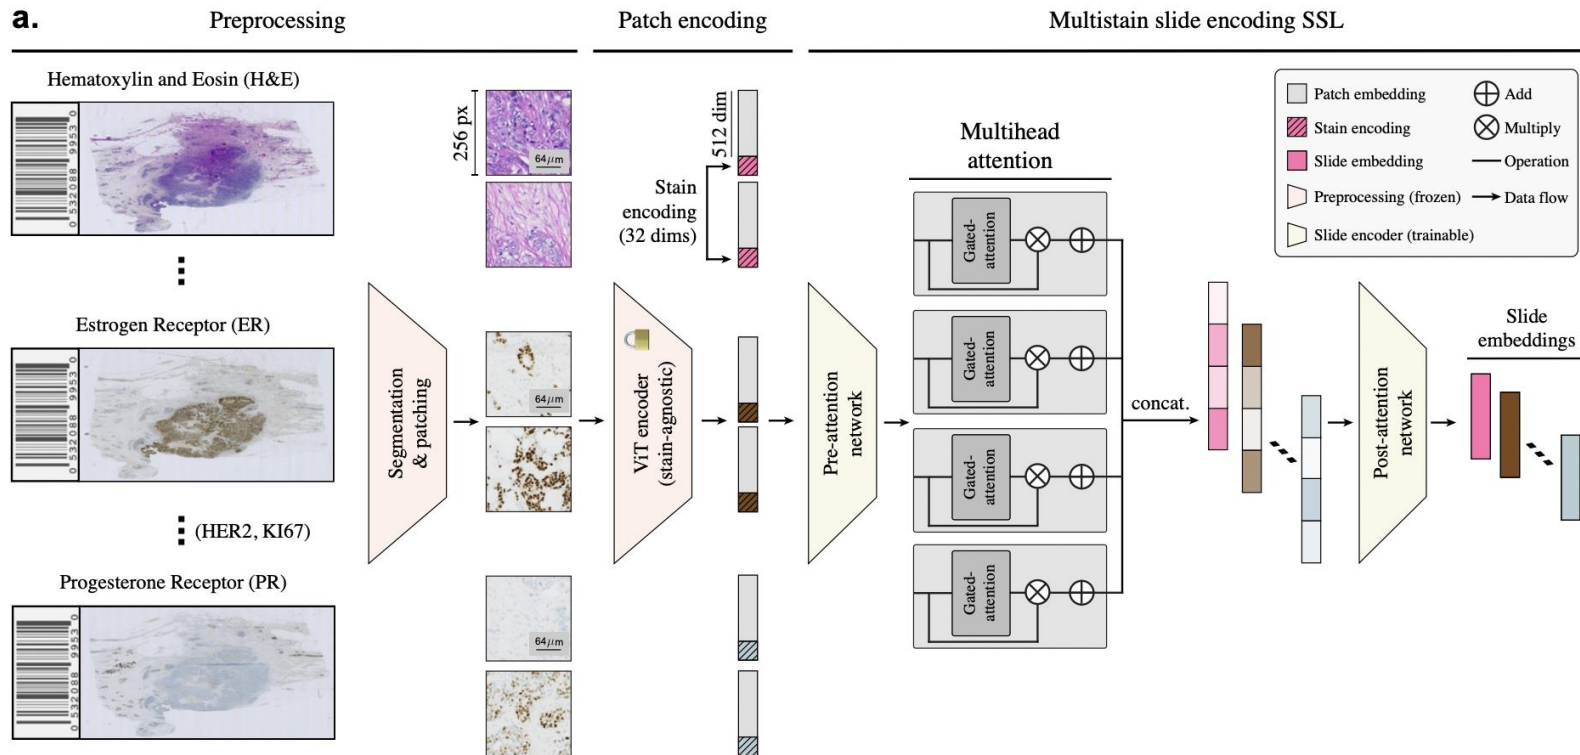 a.
Preprocessing
Patch encoding
Multistain slide encoding SSL
Hematoxylin and Eosin (H&E)
0 532088 9953 0
256 px
64μm
512 dim
Stain
encoding
(32 dims)
Multihead
attention
Patch embedding
Stain encoding
Slide embedding
Preprocessing (frozen)
Slide encoder (trainable)
Add
Multiply
Operation
Data flow
Estrogen Receptor (ER)
0 532088 9953 0
Segmentation
& patching
64μm
ViT encoder
(stain-agnostic)
Pre-attention
network
Gated-
attention
Gated-
attention
Gated-
attention
Gated-
attention
concat.
Post-attention
network
Slide
embeddings
(HER2, KI67)
Progesterone Receptor (PR)
0 532088 9953 0
64μm